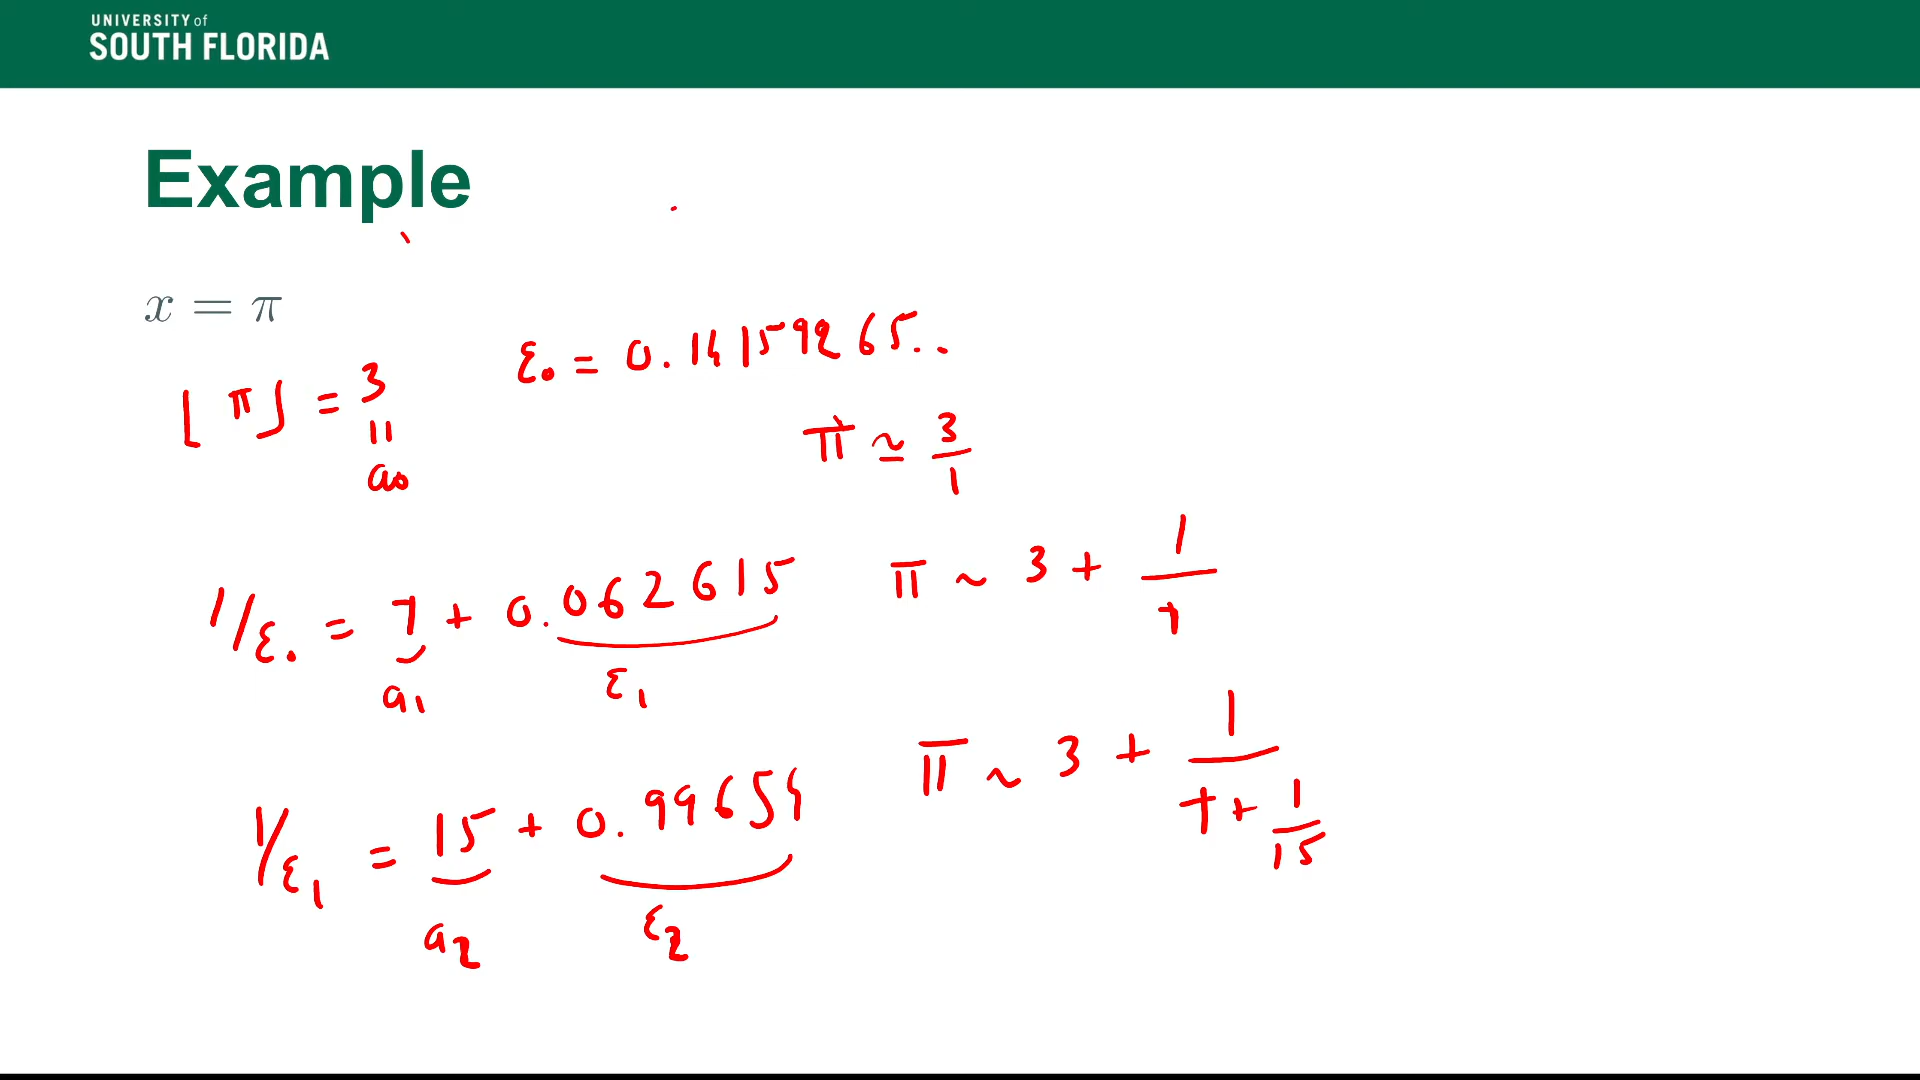 UNIVERSITY of
SOUTH FLORIDA
Example
x = π
⌊π⌋ = 3
ε₀ = 0.14159265..
||
a₀
π ≃ 3/1
1/ε₀ = 7 + 0.062615
π ~ 3 + 1/7
a₁ ε₁
1/ε₁ = 15 + 0.99654
π ~ 3 + 1/(7 + 1/15)
a₂ ε₂